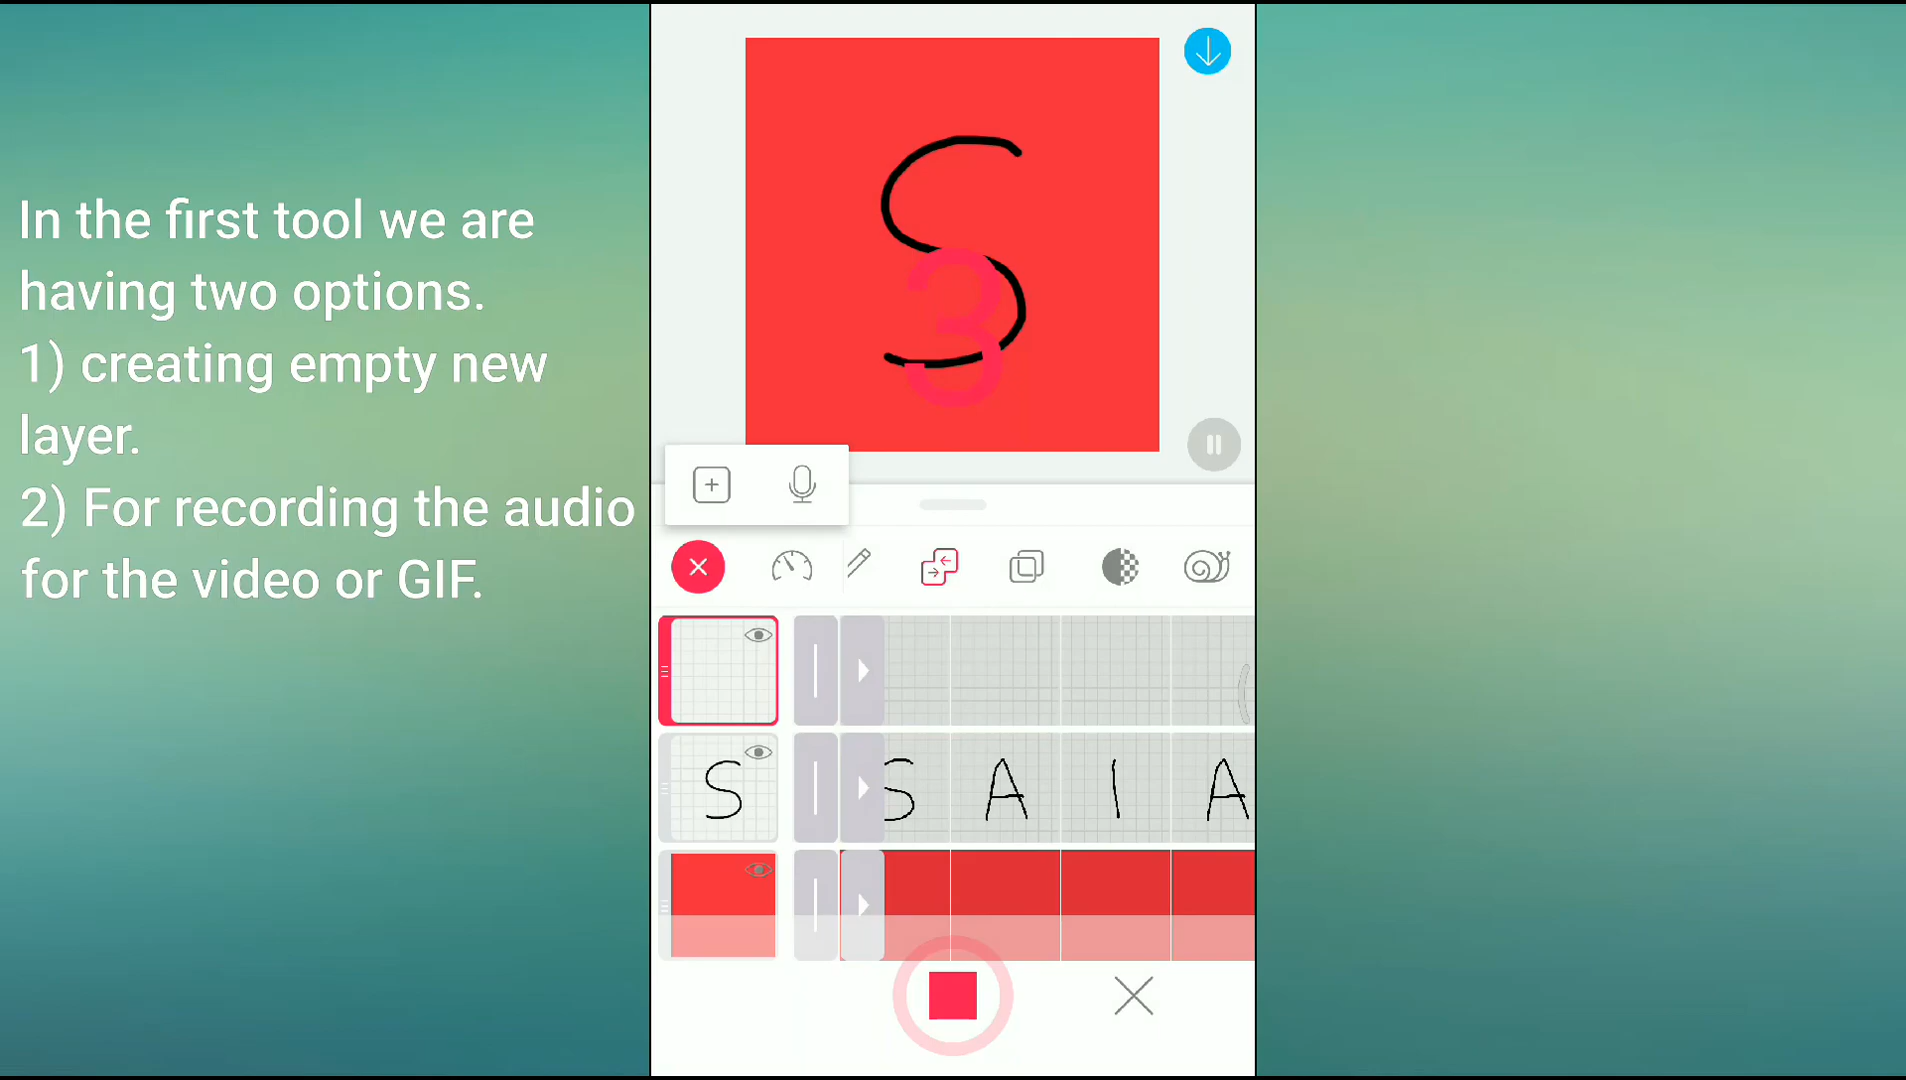 In the first tool we are
having two options.
1) creating empty new
layer.
2) For recording the audio
for the video or GIF.
S
3
S
S A I A